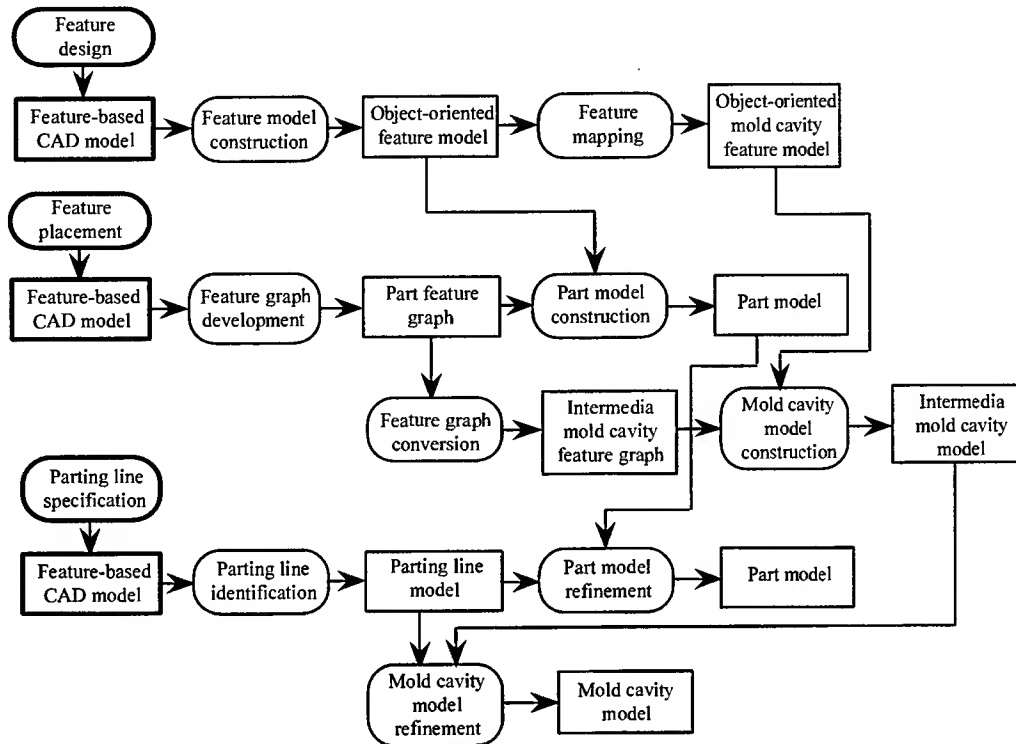 Feature
design
Feature-based
CAD model
Feature model
construction
Object-oriented
feature model
Feature
mapping
Object-oriented
mold cavity
feature model
Feature
placement
Feature-based
CAD model
Feature graph
development
Part feature
graph
Part model
construction
Part model
Feature graph
conversion
Intermedia
mold cavity
feature graph
Mold cavity
model
construction
Intermedia
mold cavity
model
Parting line
specification
Feature-based
CAD model
Parting line
identification
Parting line
model
Part model
refinement
Part model
Mold cavity
model
refinement
Mold cavity
model